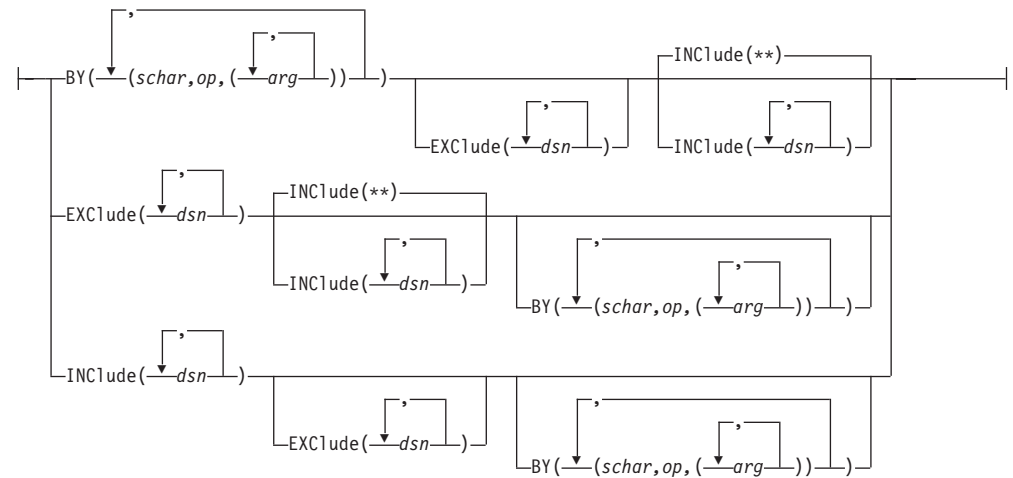 ,
,
INClude(**)
BY( (schar,op,( arg )) )
,
,
EXClude( dsn )
INClude( dsn )
,
INClude(**)
EXClude( dsn )
,
,
,
INClude( dsn )
BY( (schar,op,( arg )) )
,
INClude( dsn )
,
,
,
EXClude( dsn )
BY( (schar,op,( arg )) )